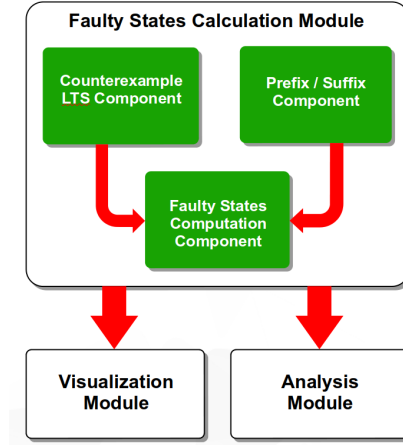 Faulty States Calculation Module
Counterexample
LTS Component
Prefix / Suffix
Component
Faulty States
Computation
Component
Visualization
Module
Analysis
Module